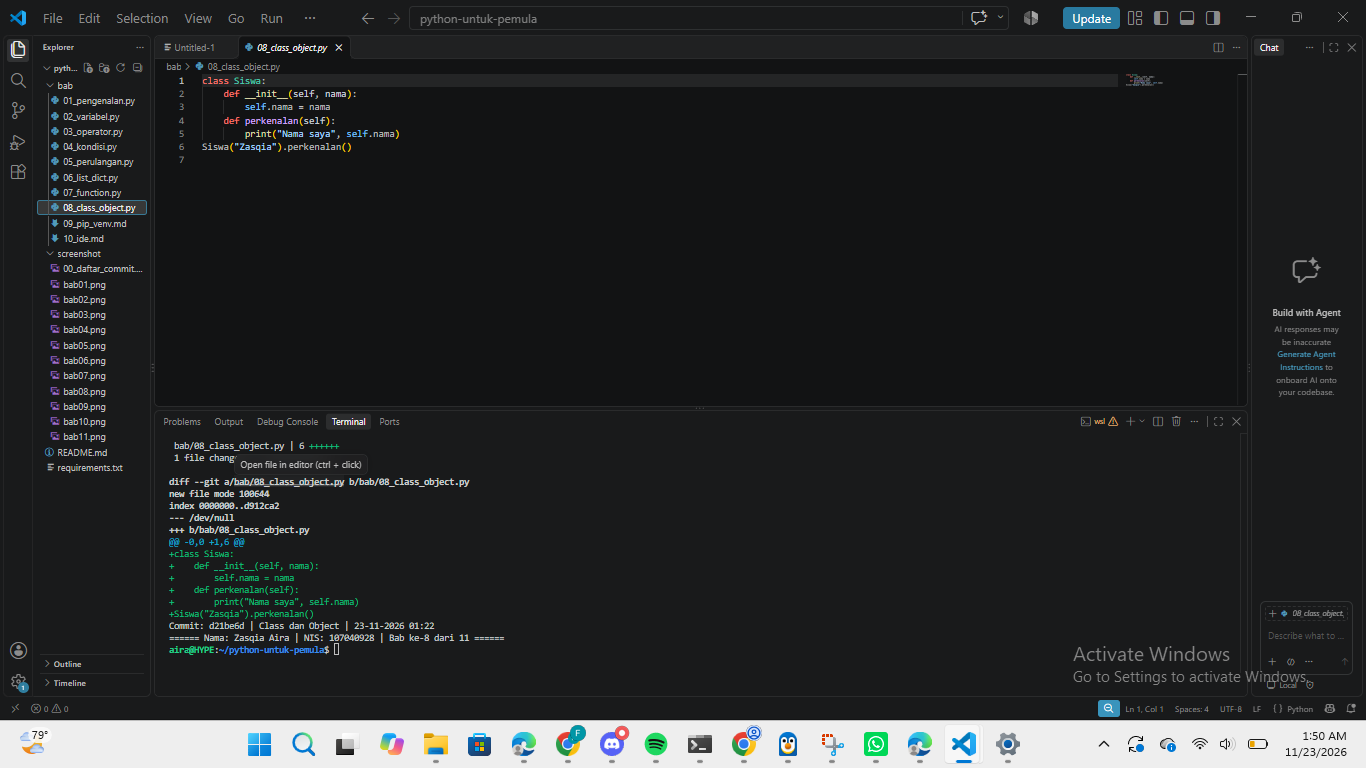 File Edit Selection View Go Run ··· python-untuk-pemula Update
Explorer ···
pyth...
bab
01_pengenalan.py
02_variabel.py
03_operator.py
04_kondisi.py
05_perulangan.py
06_list_dict.py
07_function.py
08_class_object.py
09_pip_venv.md
10_ide.md
screenshot
00_daftar_commit....
bab01.png
bab02.png
bab03.png
bab04.png
bab05.png
bab06.png
bab07.png
bab08.png
bab09.png
bab10.png
bab11.png
README.md
requirements.txt
Outline
Timeline
Untitled-1 08_class_object.py
bab > 08_class_object.py
1 class Siswa:
2     def __init__(self, nama):
3         self.nama = nama
4     def perkenalan(self):
5         print("Nama saya", self.nama)
6 Siswa("Zasqia").perkenalan()
7
Problems Output Debug Console Terminal Ports wsl
bab/08_class_object.py | 6 ++++++
1 file chang
Open file in editor (ctrl + click)
diff --git a/bab/08_class_object.py b/bab/08_class_object.py
new file mode 100644
index 0000000..d912ca2
--- /dev/null
+++ b/bab/08_class_object.py
@@ -0,0 +1,6 @@
+class Siswa:
+    def __init__(self, nama):
+        self.nama = nama
+    def perkenalan(self):
+        print("Nama saya", self.nama)
+Siswa("Zasqia").perkenalan()
Commit: d21be6d | Class dan Object | 23-11-2026 01:22
====== Nama: Zasqia Aira | NIS: 107040928 | Bab ke-8 dari 11 ======
aira@HYPE:~/python-untuk-pemula$
Chat
Build with Agent
AI responses may
be inaccurate
Generate Agent
Instructions to
onboard AI onto
your codebase.
08_class_object,
Describe what to ...
Local
Activate Windows
Go to Settings to activate Windows.
1
0 0 Ln 1, Col 1 Spaces: 4 UTF-8 LF {} Python
79°
F
1:50 AM
11/23/2026